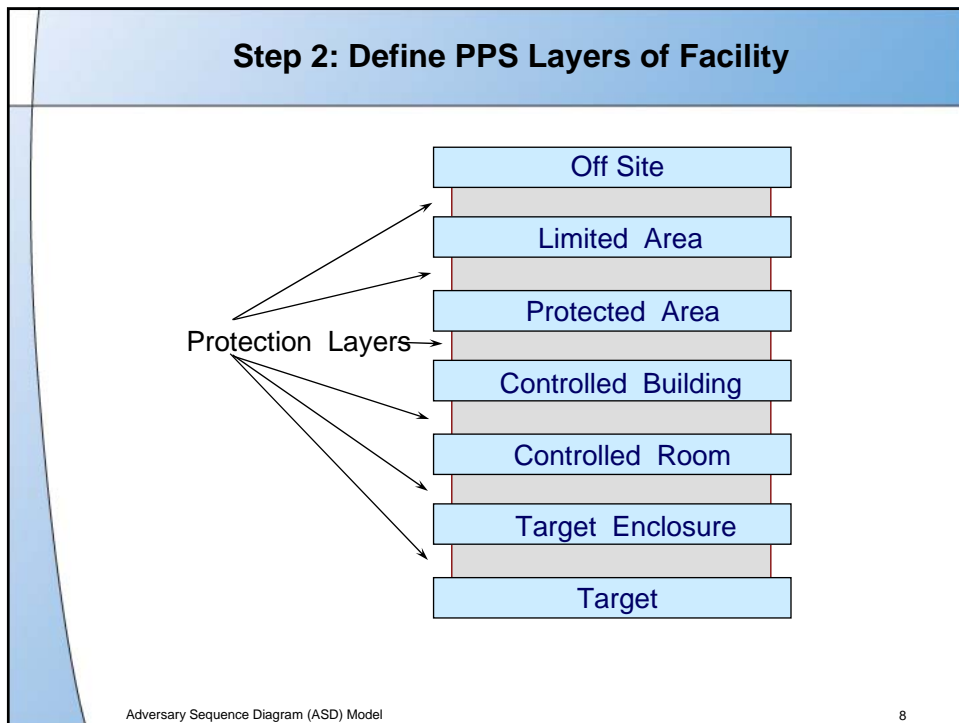 Step 2: Define PPS Layers of Facility
Off Site
Limited Area
Protected Area
Protection Layers
Controlled Building
Controlled Room
Target Enclosure
Target
Adversary Sequence Diagram (ASD) Model
8